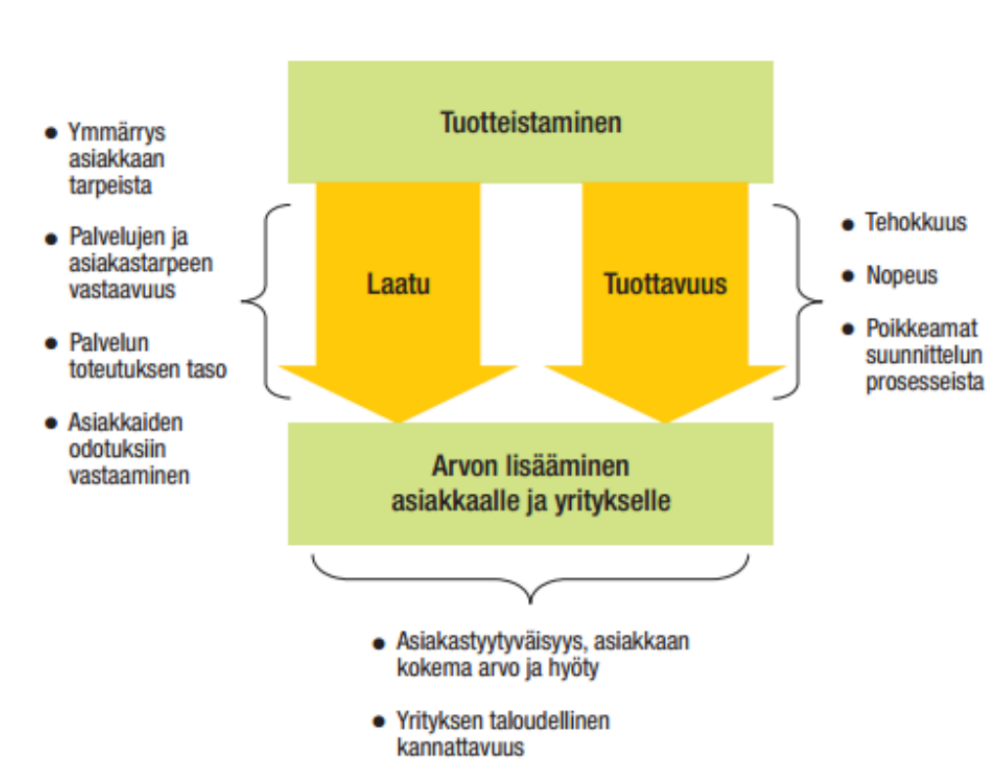 Tuotteistaminen
● Ymmärrys
asiakkaan
tarpeista
● Palvelujen ja
asiakastarpeen
vastaavuus
● Palvelun
toteutuksen taso
● Asiakkaiden
odotuksiin
vastaaminen
Laatu
Tuottavuus
● Tehokkuus
● Nopeus
● Poikkeamat
suunnittelun
prosesseista
Arvon lisääminen
asiakkaalle ja yritykselle
● Asiakastyytyväisyys, asiakkaan
kokema arvo ja hyöty
● Yrityksen taloudellinen
kannattavuus